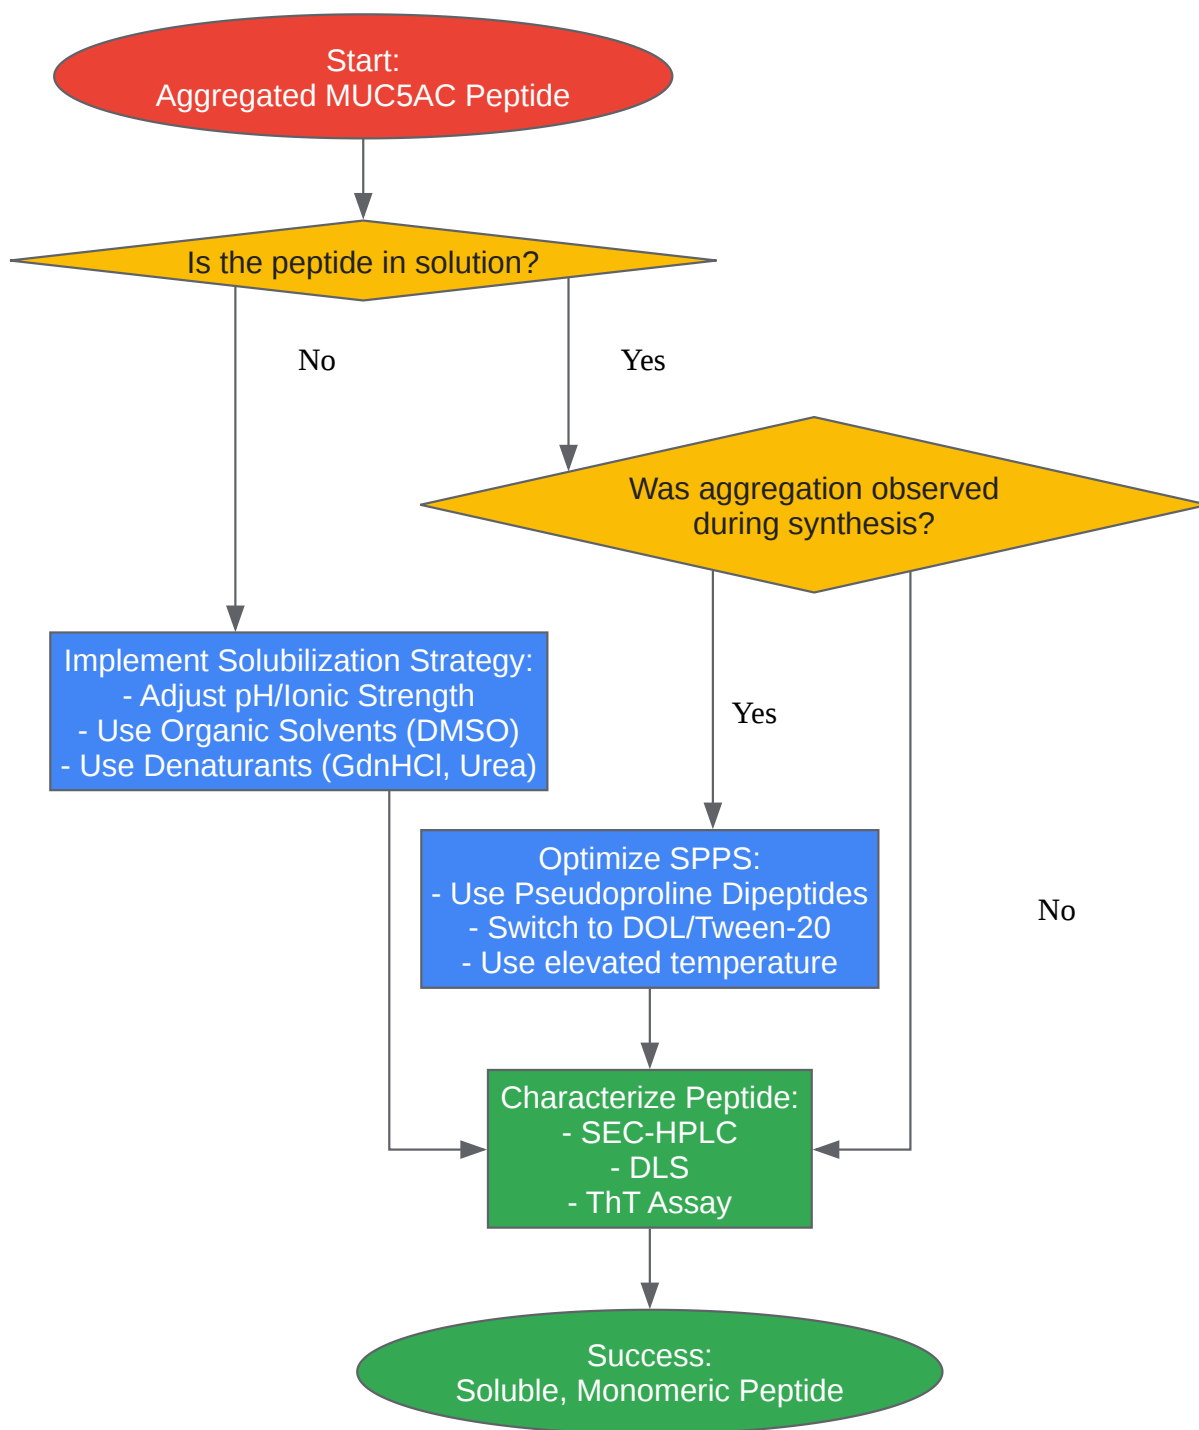 Start:
Aggregated MUC5AC Peptide
Is the peptide in solution?
No
Yes
Was aggregation observed
during synthesis?
Implement Solubilization Strategy:
- Adjust pH/Ionic Strength
- Use Organic Solvents (DMSO)
- Use Denaturants (GdnHCl, Urea)
Yes
Optimize SPPS:
- Use Pseudoproline Dipeptides
- Switch to DOL/Tween-20
- Use elevated temperature
No
Characterize Peptide:
- SEC-HPLC
- DLS
- ThT Assay
Success:
Soluble, Monomeric Peptide